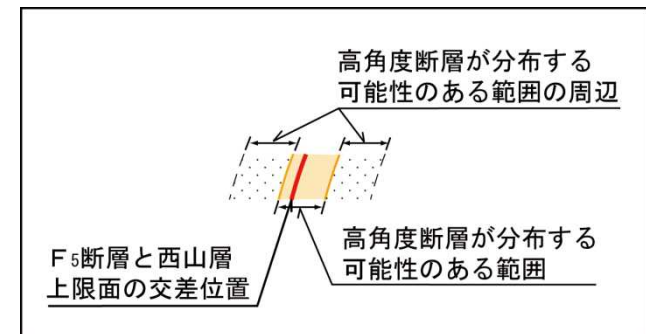 高角度断層が分布する
可能性のある範囲の周辺
F5断層と西山層
上限面の交差位置
高角度断層が分布する
可能性のある範囲